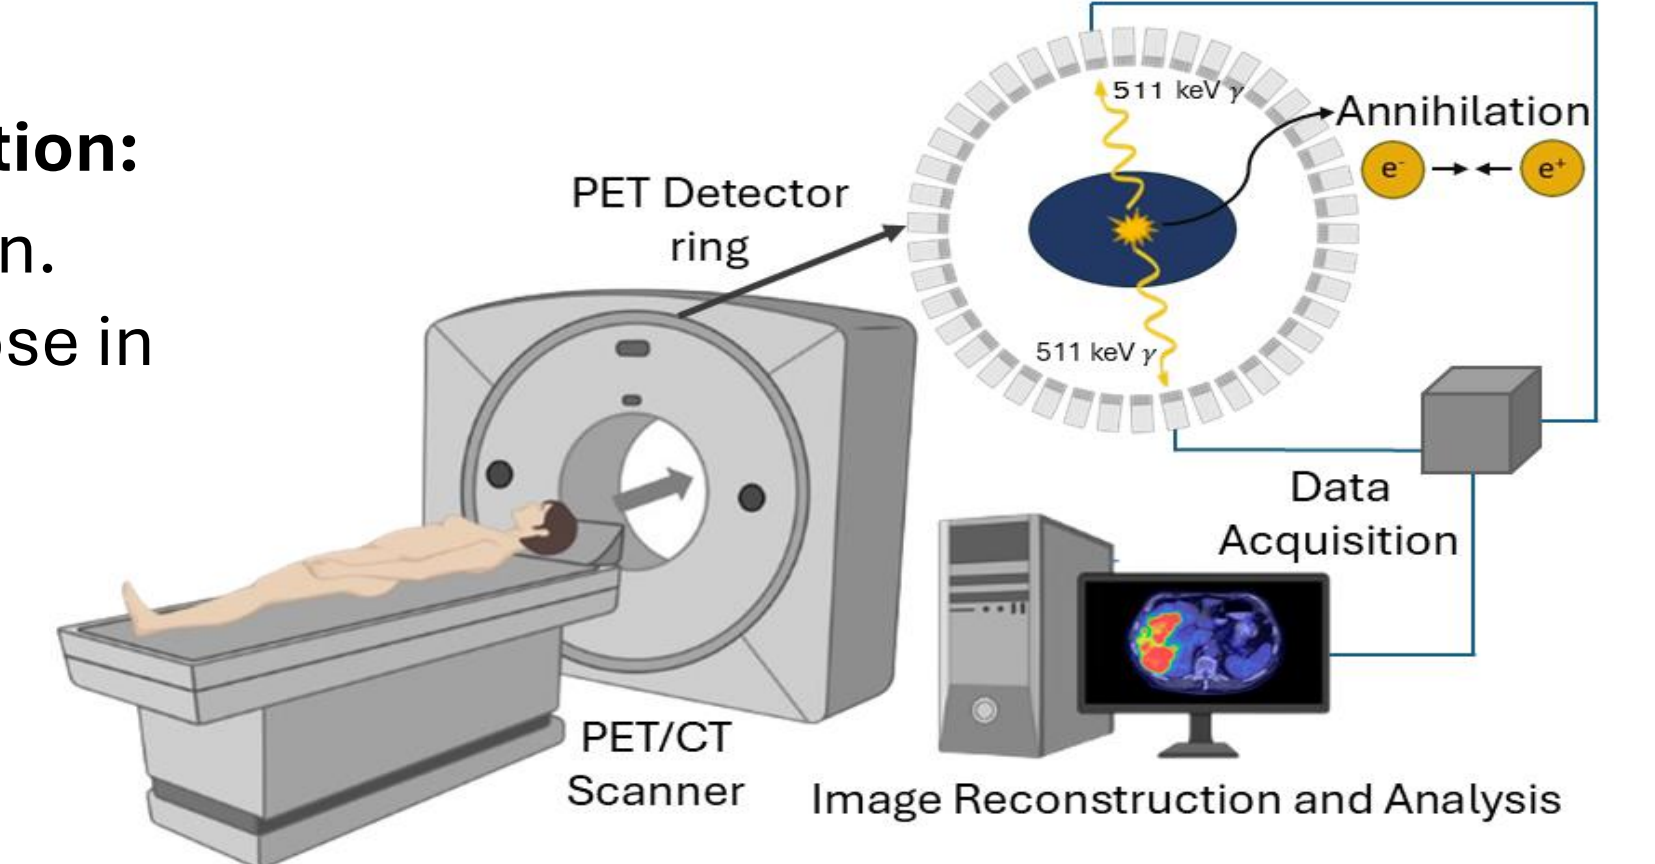 tion:
n.
se in
PET Detector
ring
511 keV γ
Annihilation
e⁻
e⁺
511 keV γ
Data
Acquisition
PET/CT
Scanner
Image Reconstruction and Analysis